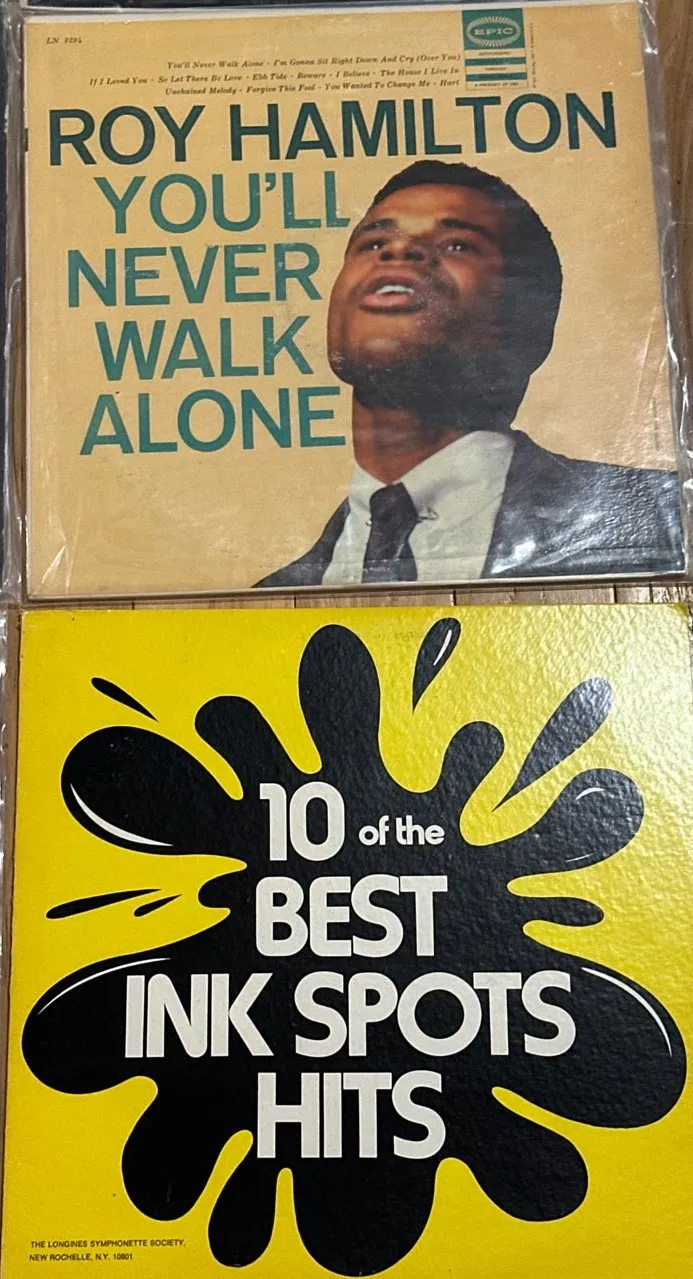 LN 3294
EPIC
You'll Never Walk Alone · I'm Gonna Sit Right Down And Cry (Over You)
If I Loved You · So Let There Be Love · Ebb Tide · Beware · I Believe · The House I Live In
Unchained Melody · Forgive This Fool · You Wanted To Change Me · Hurt
A PRODUCT OF CBS
ROY HAMILTON
YOU'LL
NEVER
WALK
ALONE
10 of the
BEST
INK SPOTS
HITS
THE LONGINES SYMPHONETTE SOCIETY,
NEW ROCHELLE, N.Y. 10801